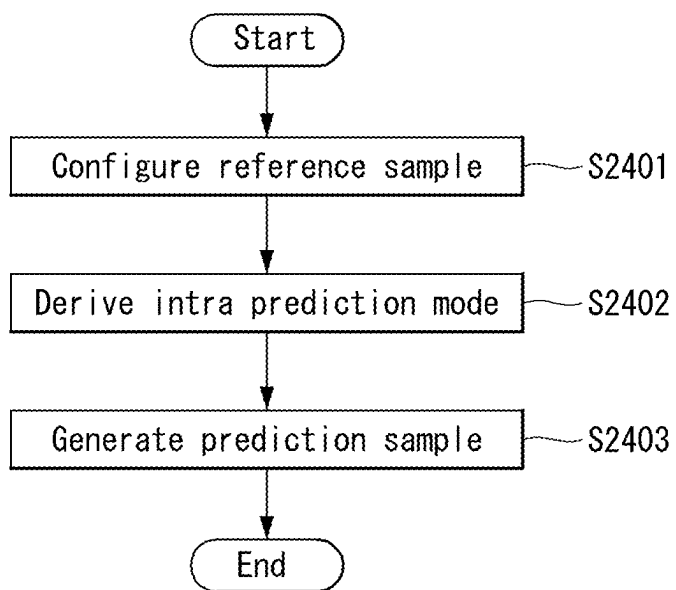 Start
Configure reference sample
S2401
Derive intra prediction mode
S2402
Generate prediction sample
S2403
End